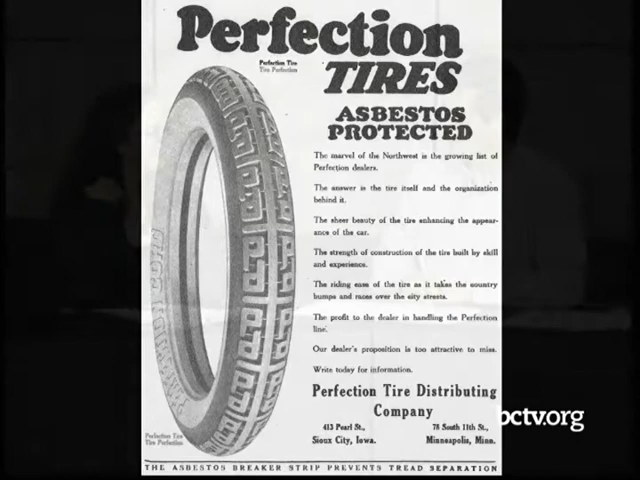 Perfection
TIRES
Perfection Tire
Tire Perfection
ASBESTOS
PROTECTED
The marvel of the Northwest is the growing list of
Perfection dealers.
The answer is the tire itself and the organization
behind it.
The sheer beauty of the tire enhancing the appear-
ance of the car.
The strength of construction of the tire built by skill
and experience.
The riding ease of the tire as it takes the country
bumps and races over the city streets.
The profit to the dealer in handling the Perfection
line.
Our dealer's proposition is too attractive to miss.
Write today for information.
Perfection Tire Distributing
Company
413 Pearl St.,
Sioux City, Iowa.
78 South 11th St.,
Minneapolis, Minn.
bctv.org
Perfection Tire
Tire Perfection
THE ASBESTOS BREAKER STRIP PREVENTS TREAD SEPARATION